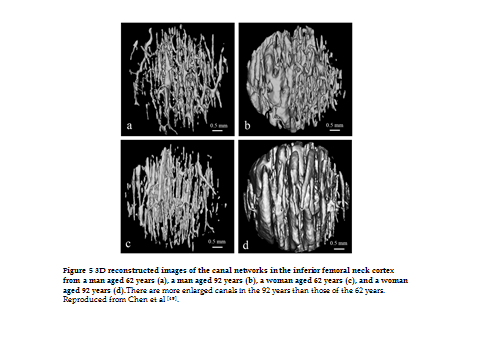 a
0.5 mm
b
0.5 mm
c
0.5 mm
d
0.5 mm
Figure 5 3D reconstructed images of the canal networks in the inferior femoral neck cortex
from a man aged 62 years (a), a man aged 92 years (b), a woman aged 62 years (c), and a woman
aged 92 years (d).There are more enlarged canals in the 92 years than those of the 62 years.
Reproduced from Chen et al [19].